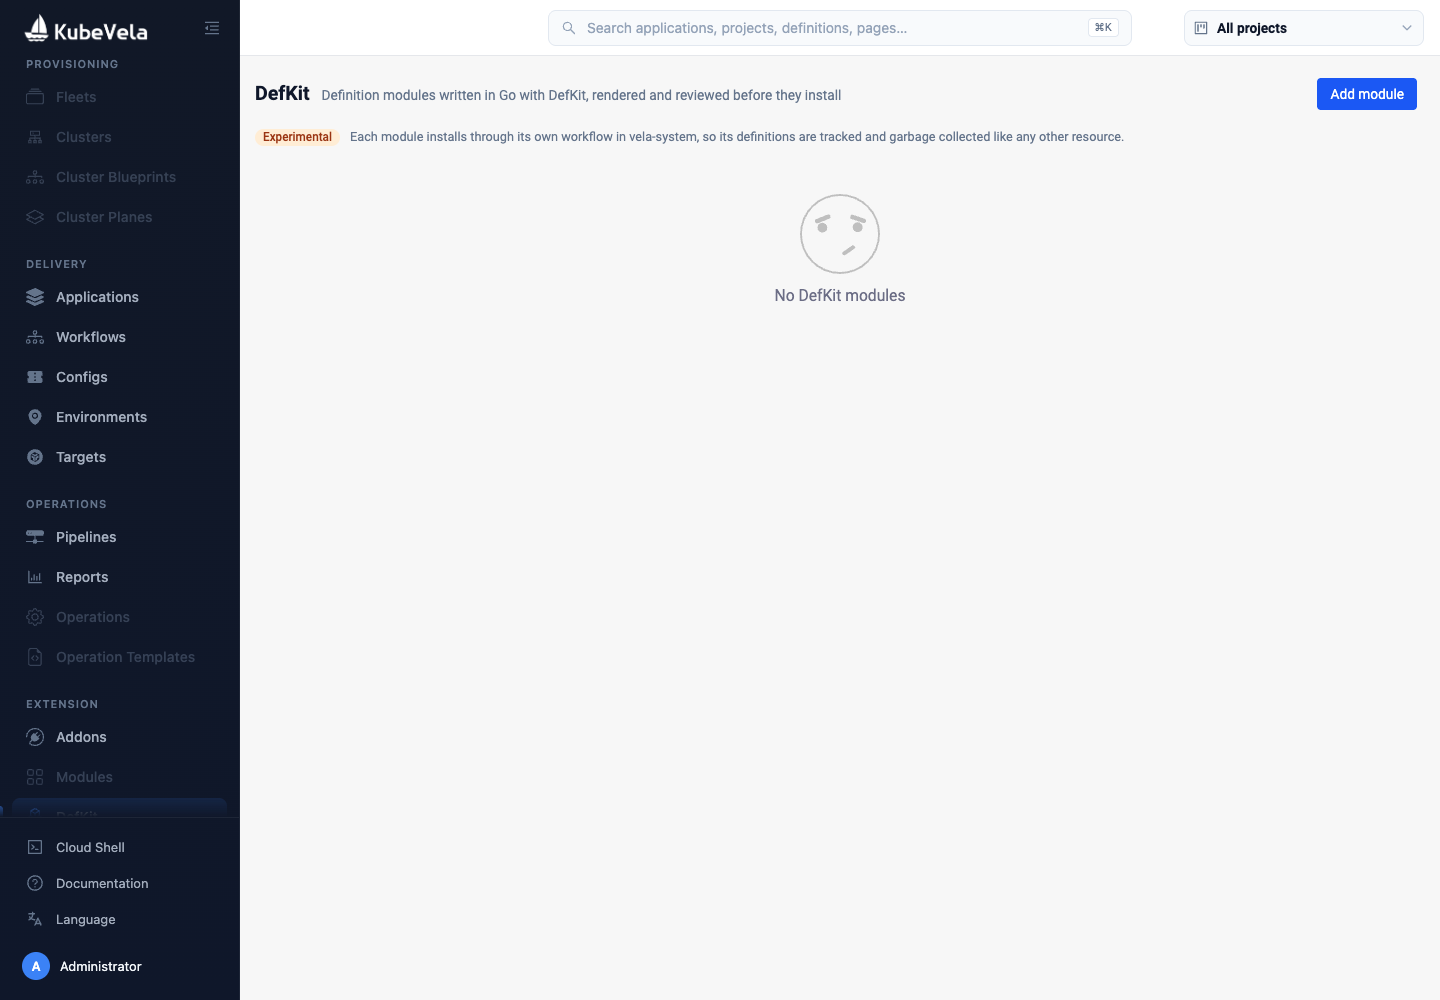 KubeVela
Search applications, projects, definitions, pages...
⌘K
All projects
PROVISIONING
Fleets
Clusters
Cluster Blueprints
Cluster Planes
DELIVERY
Applications
Workflows
Configs
Environments
Targets
OPERATIONS
Pipelines
Reports
Operations
Operation Templates
EXTENSION
Addons
Modules
DefKit
Cloud Shell
Documentation
Language
A Administrator
DefKit Definition modules written in Go with DefKit, rendered and reviewed before they install
Add module
Experimental Each module installs through its own workflow in vela-system, so its definitions are tracked and garbage collected like any other resource.
No DefKit modules